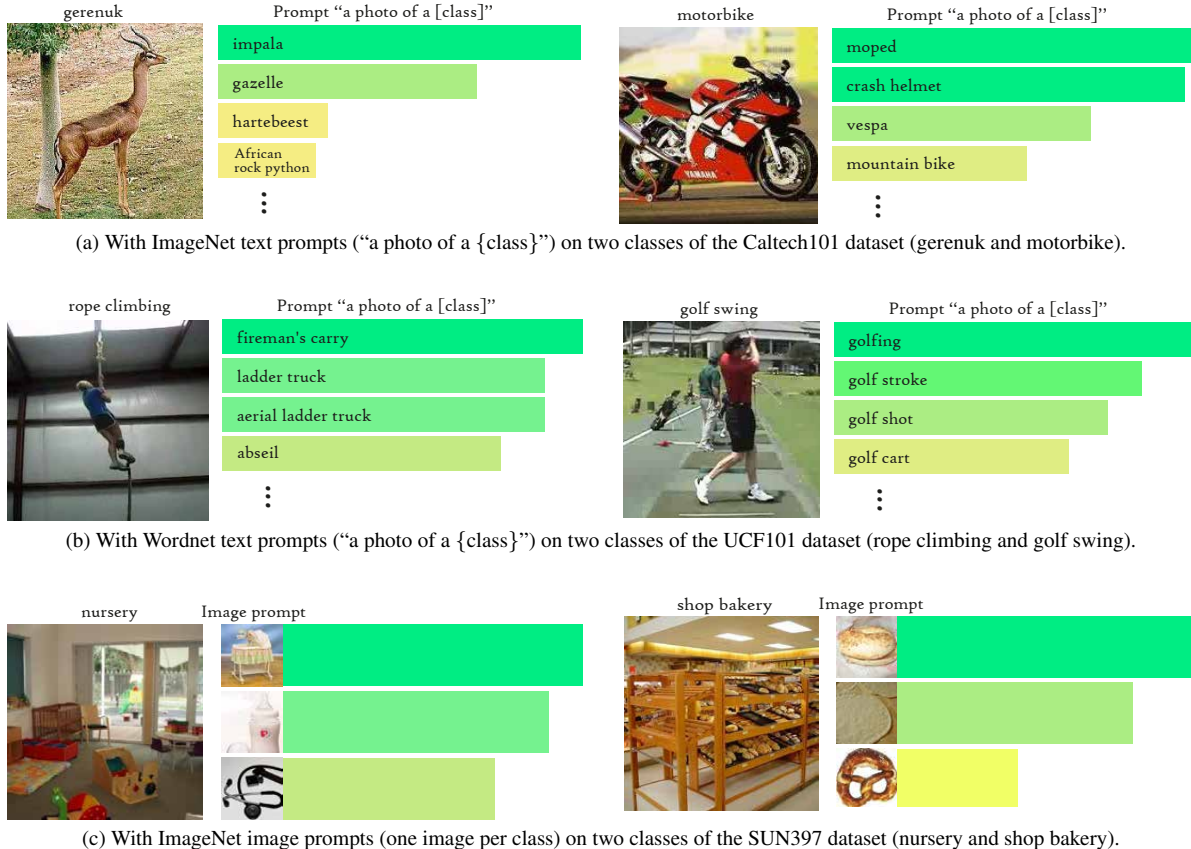 gerenuk
Prompt “a photo of a [class]”
impala
gazelle
hartebeest
African
rock python
motorbike
Prompt “a photo of a [class]”
YAMAHA
YAMAHA
moped
crash helmet
vespa
mountain bike
(a) With ImageNet text prompts (“a photo of a {class}”) on two classes of the Caltech101 dataset (gerenuk and motorbike).
rope climbing
Prompt “a photo of a [class]”
fireman's carry
ladder truck
aerial ladder truck
abseil
golf swing
Prompt “a photo of a [class]”
golfing
golf stroke
golf shot
golf cart
(b) With Wordnet text prompts (“a photo of a {class}”) on two classes of the UCF101 dataset (rope climbing and golf swing).
nursery
Image prompt
shop bakery
Image prompt
(c) With ImageNet image prompts (one image per class) on two classes of the SUN397 dataset (nursery and shop bakery).